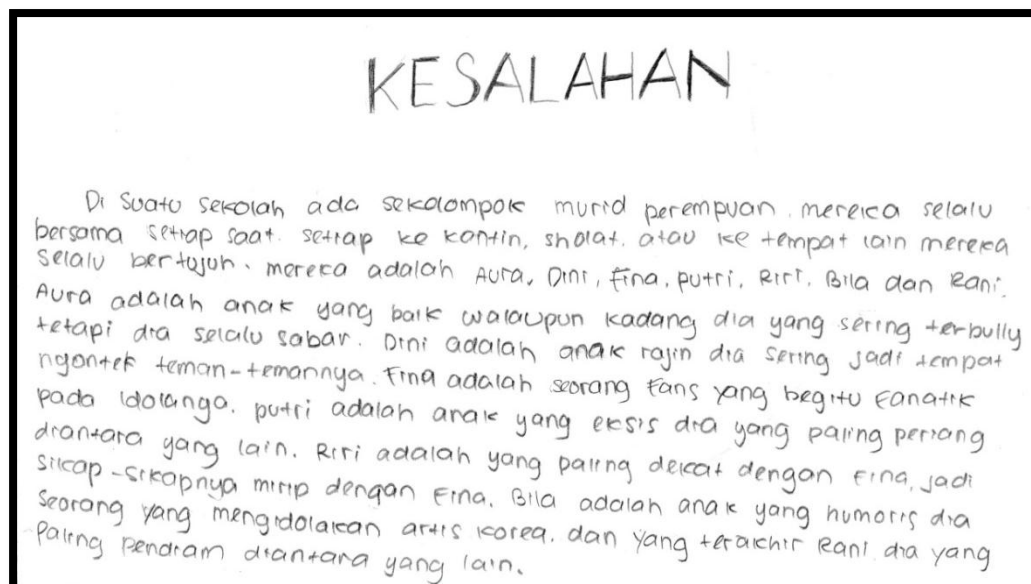 KESALAHAN
Di suatu sekolah ada sekolompok murid perempuan. mereka selalu
bersama setiap saat. setiap ke kantin, sholat. atau ke tempat lain mereka
selalu bertujuh. mereka adalah Aura, Dini, Fina, putri, Riri, Bila dan Rani.
Aura adalah anak yang baik walaupun kadang dia yang sering terbully
tetapi dia selalu sabar. Dini adalah anak rajin dia sering jadi tempat
ngontek teman-temannya. Fina adalah seorang Fans yang begitu Fanatik
pada idolanga. putri adalah anak yang eksis dia yang paling periang
diantara yang lain. Riri adalah yang paling dekat dengan Fina, jadi
sikap-sikapnya mirip dengan Fina. Bila adalah anak yang humoris dia
seorang yang mengidolakan artis korea. dan yang terakhir Rani dia yang
paling pendiam diantara yang lain.